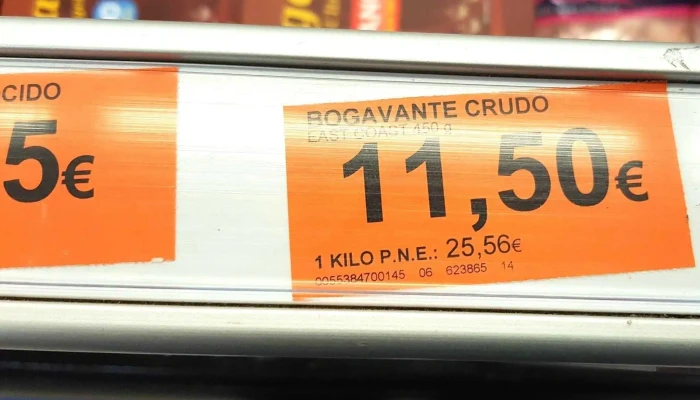 CIDO
5€
BOGAVANTE CRUDO
EAST COAST 450 g
11,50€
1 KILO P.N.E.: 25,56€
0055384700145 06 623865 14